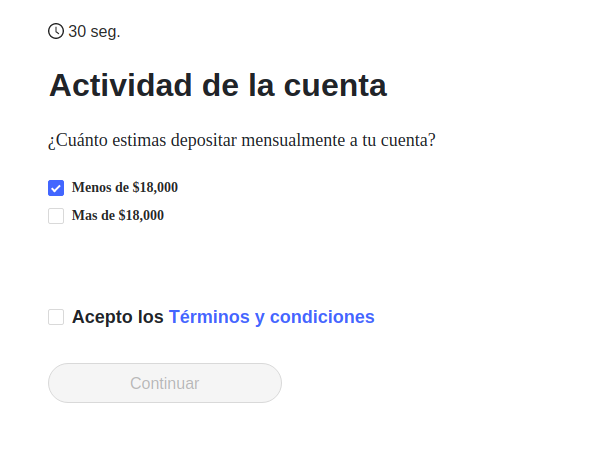 30 seg.
Actividad de la cuenta
¿Cuánto estimas depositar mensualmente a tu cuenta?
Menos de $18,000
Mas de $18,000
Acepto los Términos y condiciones
Continuar